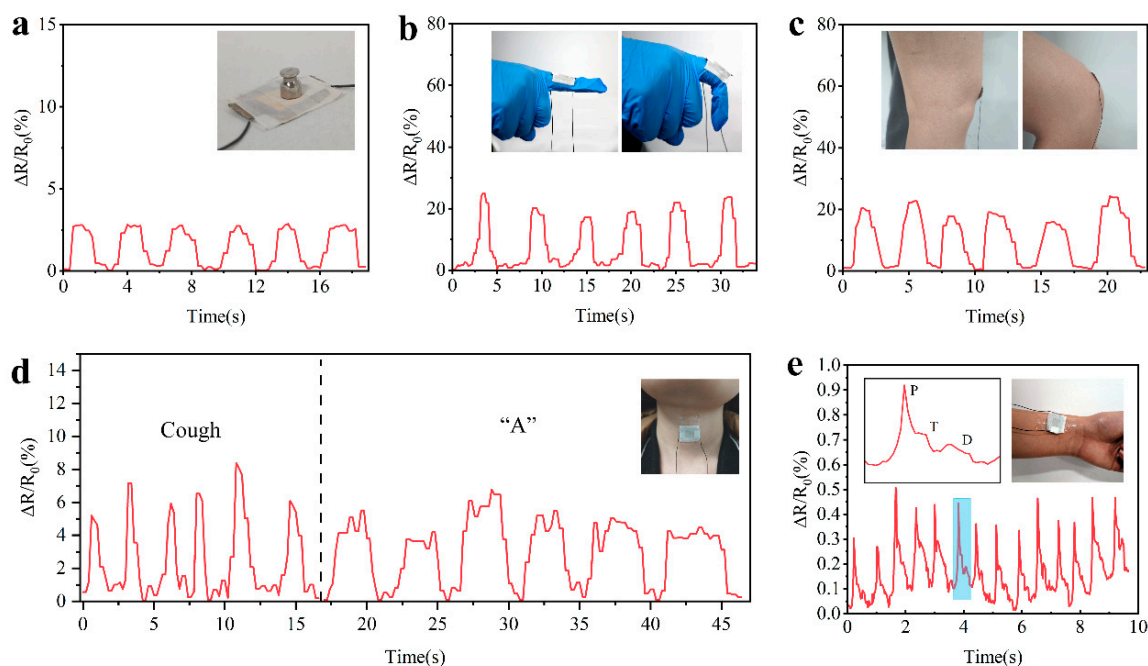 a
15
10
5
0
ΔR/R₀(%)
0 4 8 12 16
Time(s)
b
80
60
40
20
0
ΔR/R₀(%)
0 5 10 15 20 25 30
Time(s)
c
80
60
40
20
0
ΔR/R₀(%)
0 5 10 15 20
Time(s)
d
14
12
10
8
6
4
2
0
ΔR/R₀(%)
Cough
“A”
0 5 10 15 20 25 30 35 40 45
Time(s)
e
1.0
0.9
0.8
0.7
0.6
0.5
0.4
0.3
0.2
0.1
0.0
ΔR/R₀(%)
P
T
D
0 2 4 6 8 10
Time(s)